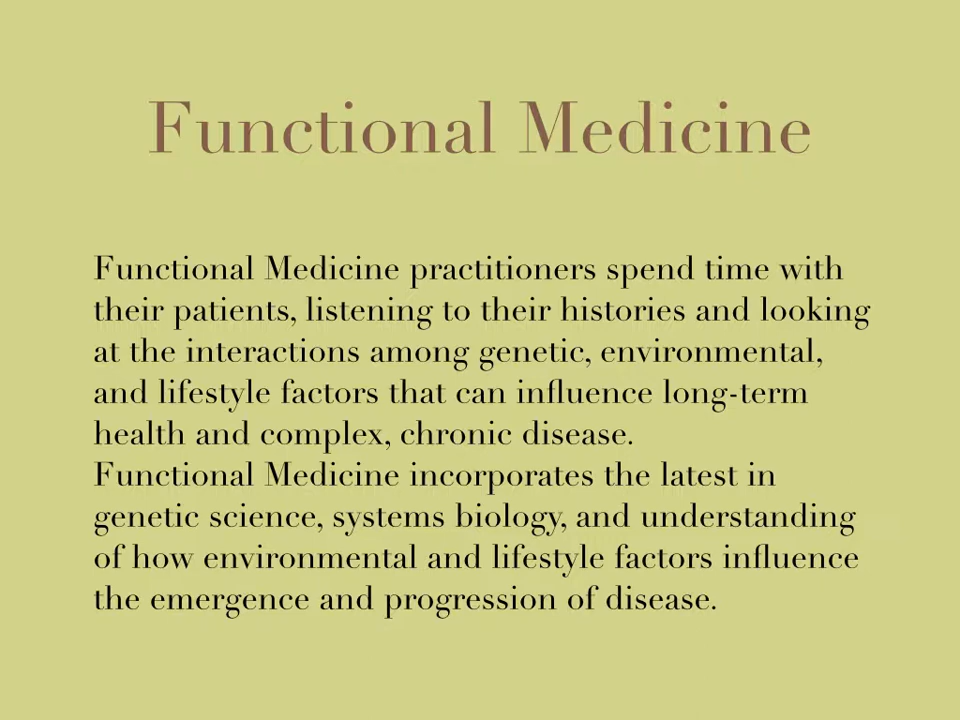 Functional Medicine
Functional Medicine practitioners spend time with
their patients, listening to their histories and looking
at the interactions among genetic, environmental,
and lifestyle factors that can influence long-term
health and complex, chronic disease.
Functional Medicine incorporates the latest in
genetic science, systems biology, and understanding
of how environmental and lifestyle factors influence
the emergence and progression of disease.